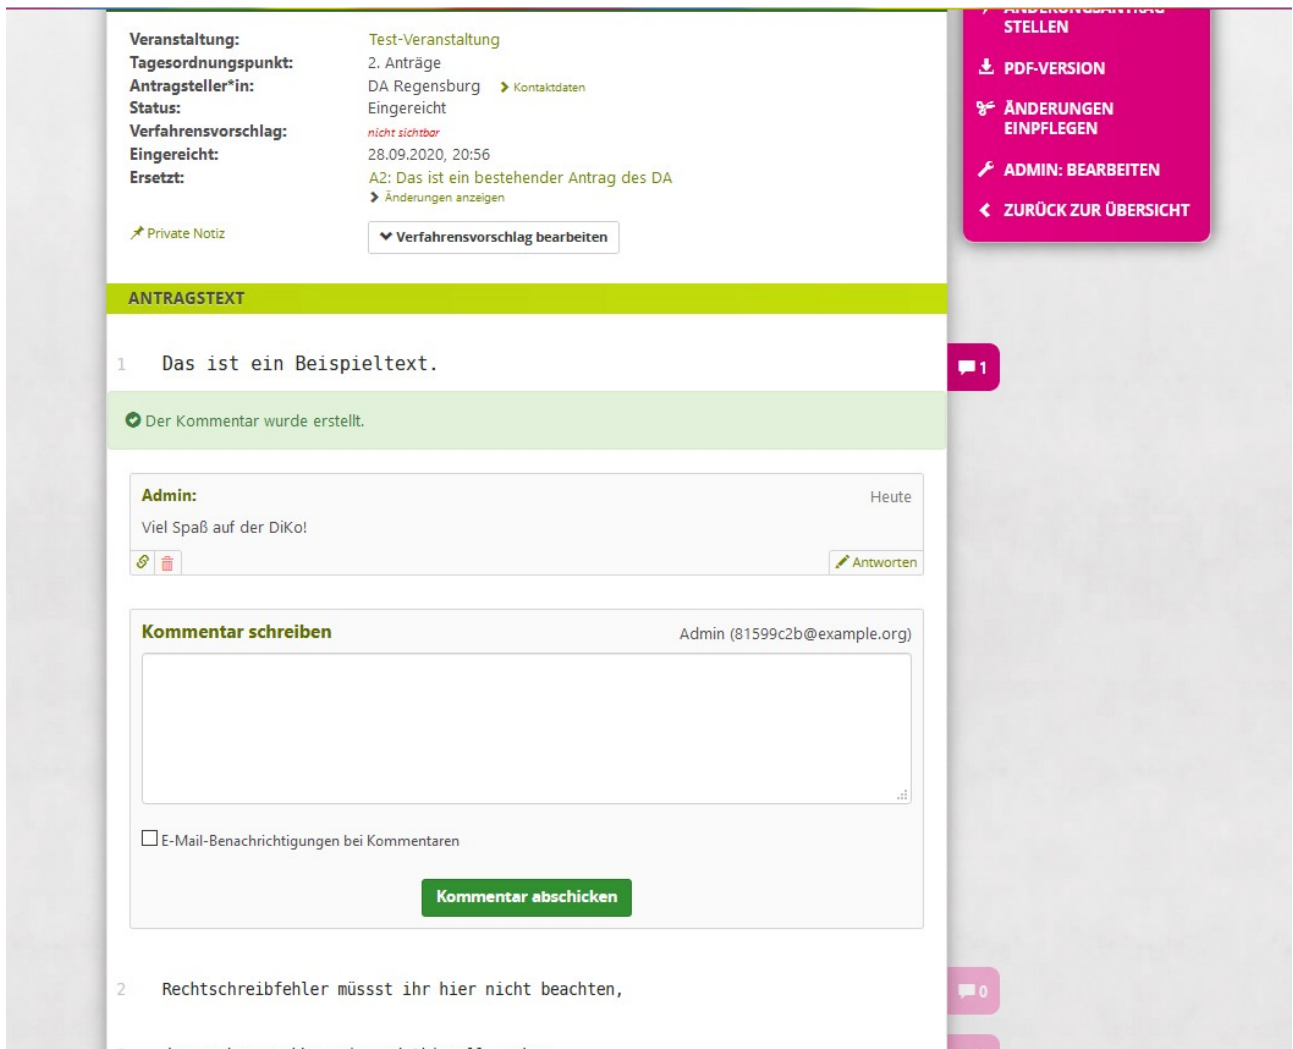 Veranstaltung: Test-Veranstaltung
Tagesordnungspunkt: 2. Anträge
Antragsteller*in: DA Regensburg Kontaktdaten
Status: Eingereicht
Verfahrensvorschlag: nicht sichtbar
Eingereicht: 28.09.2020, 20:56
Ersetzt: A2: Das ist ein bestehender Antrag des DA
Änderungen anzeigen
Private Notiz
Verfahrensvorschlag bearbeiten
ÄNDERUNGSANTRAG
STELLEN
PDF-VERSION
ÄNDERUNGEN
EINPFLEGEN
ADMIN: BEARBEITEN
ZURÜCK ZUR ÜBERSICHT
ANTRAGSTEXT
1 Das ist ein Beispieltext.
1
Der Kommentar wurde erstellt.
Admin: Heute
Viel Spaß auf der DiKo!
Antworten
Kommentar schreiben Admin (81599c2b@example.org)
E-Mail-Benachrichtigungen bei Kommentaren
Kommentar abschicken
2 Rechtschreibfehler müssst ihr hier nicht beachten,
0